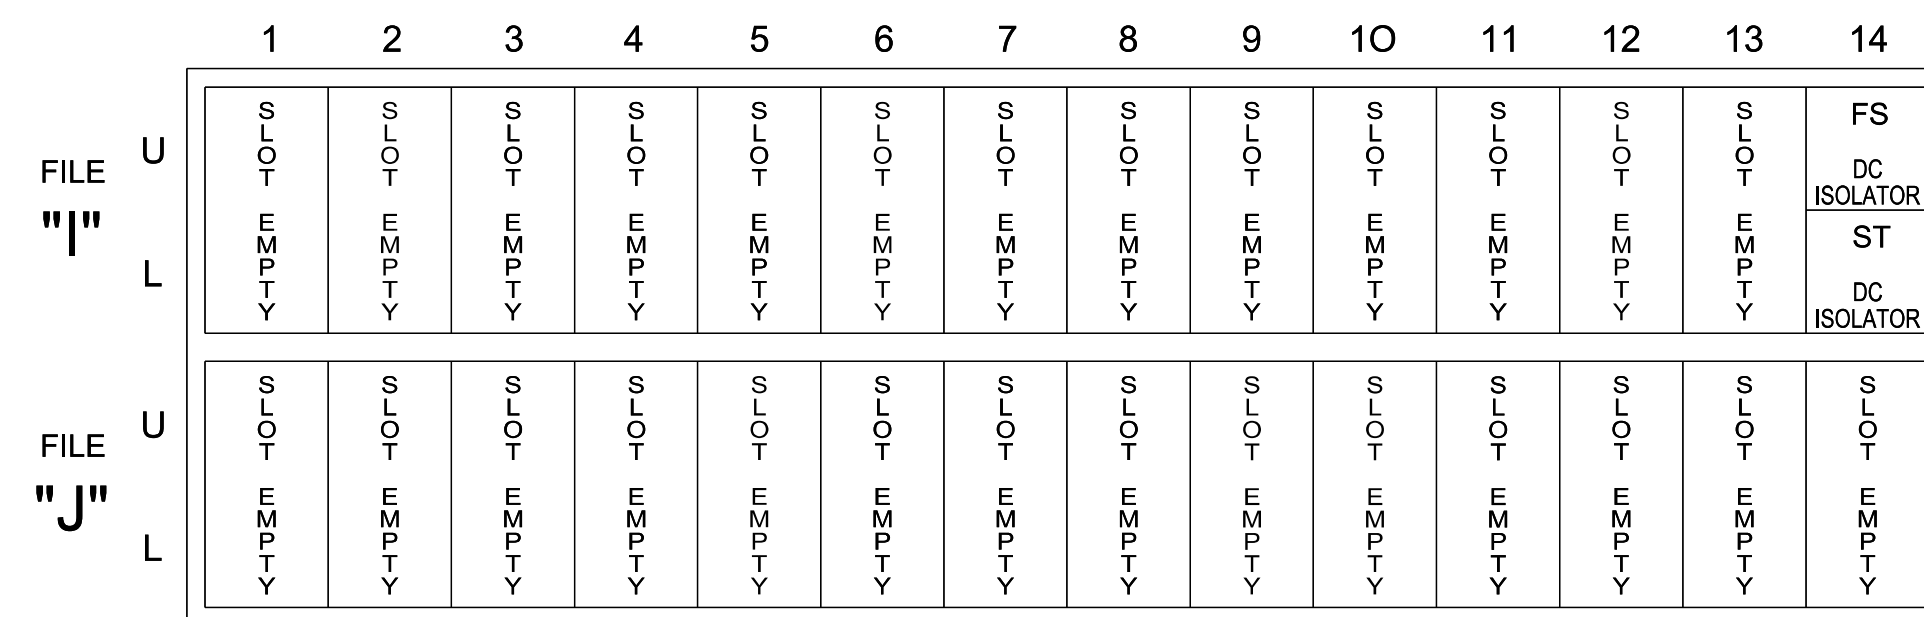 1 2 3 4 5 6 7 8 9 10 11 12 13 14
FILE
"I"
U
L
SLOT EMPTY SLOT EMPTY SLOT EMPTY SLOT EMPTY SLOT EMPTY SLOT EMPTY SLOT EMPTY SLOT EMPTY SLOT EMPTY SLOT EMPTY SLOT EMPTY SLOT EMPTY SLOT EMPTY
FS
DC
ISOLATOR
ST
DC
ISOLATOR
FILE
"J"
U
L
SLOT EMPTY SLOT EMPTY SLOT EMPTY SLOT EMPTY SLOT EMPTY SLOT EMPTY SLOT EMPTY SLOT EMPTY SLOT EMPTY SLOT EMPTY SLOT EMPTY SLOT EMPTY SLOT EMPTY SLOT EMPTY